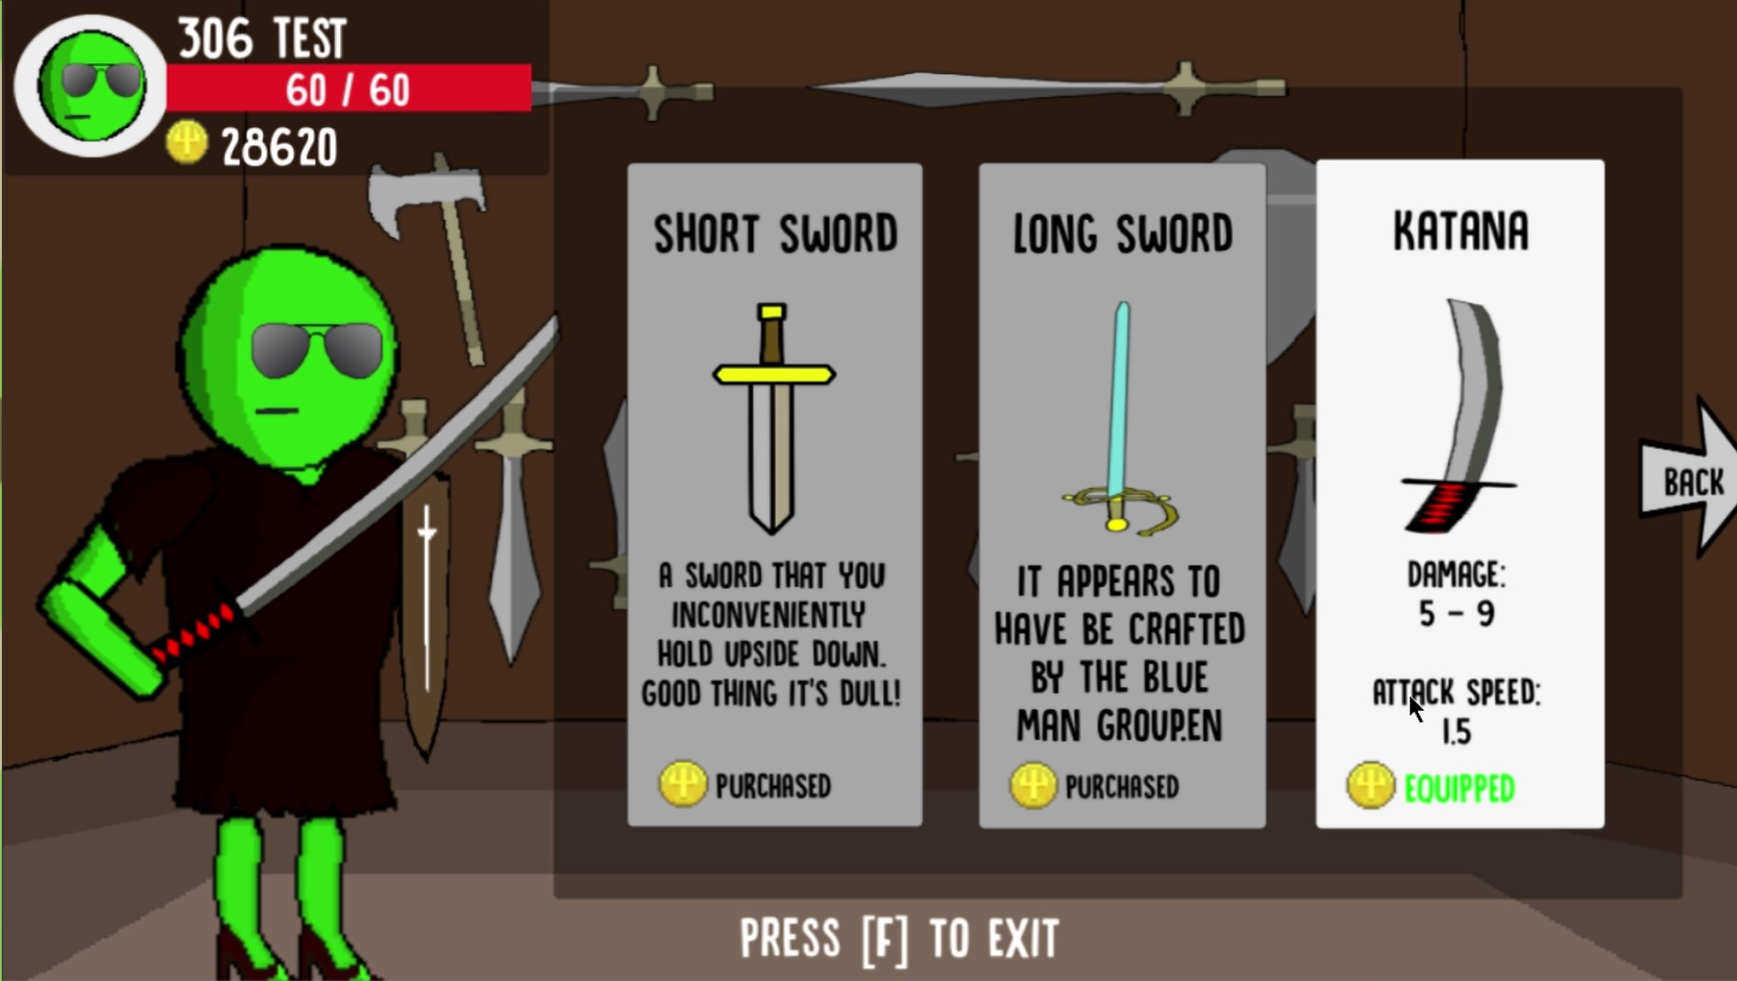 306 TEST
60 / 60
28620
SHORT SWORD
A SWORD THAT YOU
INCONVENIENTLY
HOLD UPSIDE DOWN.
GOOD THING IT'S DULL!
PURCHASED
LONG SWORD
IT APPEARS TO
HAVE BE CRAFTED
BY THE BLUE
MAN GROUP.EN
PURCHASED
KATANA
DAMAGE:
5 - 9
ATTACK SPEED:
1.5
EQUIPPED
BACK
PRESS [F] TO EXIT